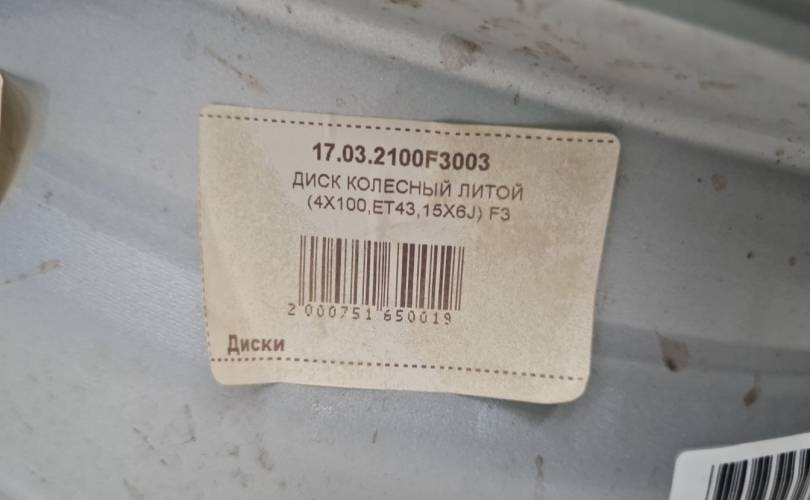 17.03.2100F3003
ДИСК КОЛЕСНЫЙ ЛИТОЙ
(4X100,ET43,15X6J) F3
2 000751 650019
Диски